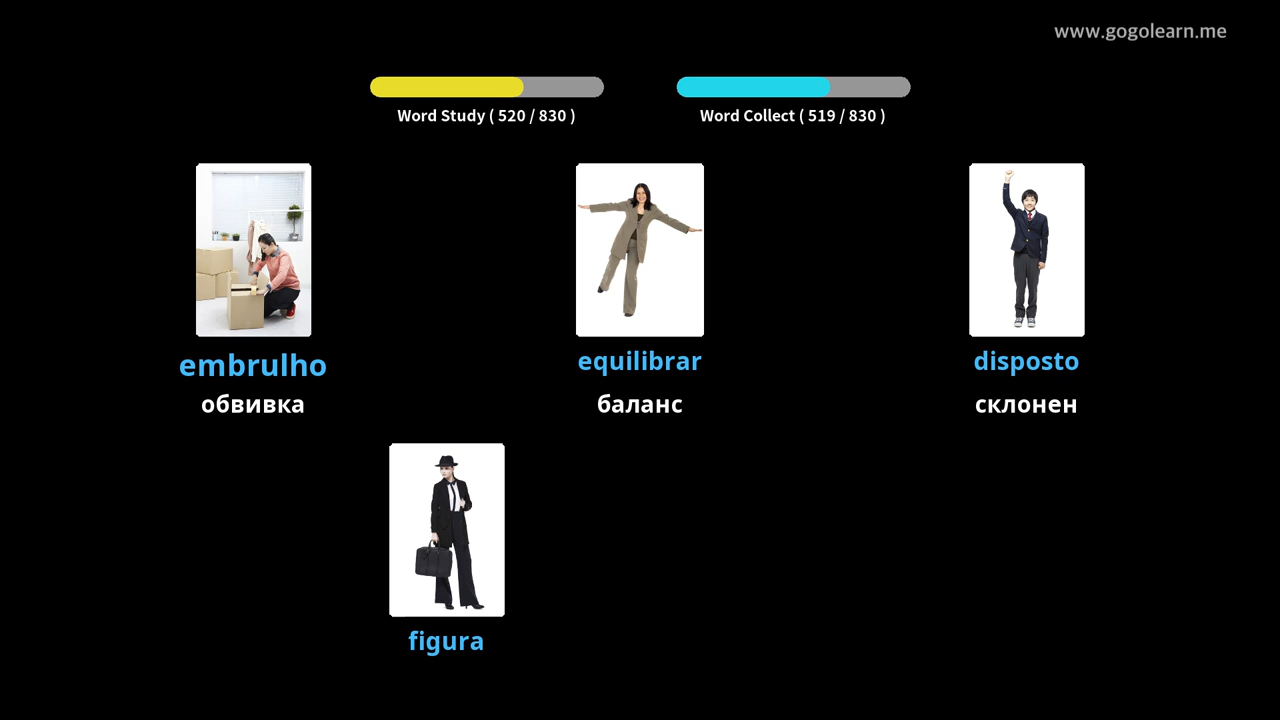 www.gogolearn.me
Word Study ( 520 / 830 )
Word Collect ( 519 / 830 )
embrulho
обвивка
equilibrar
баланс
disposto
склонен
figura